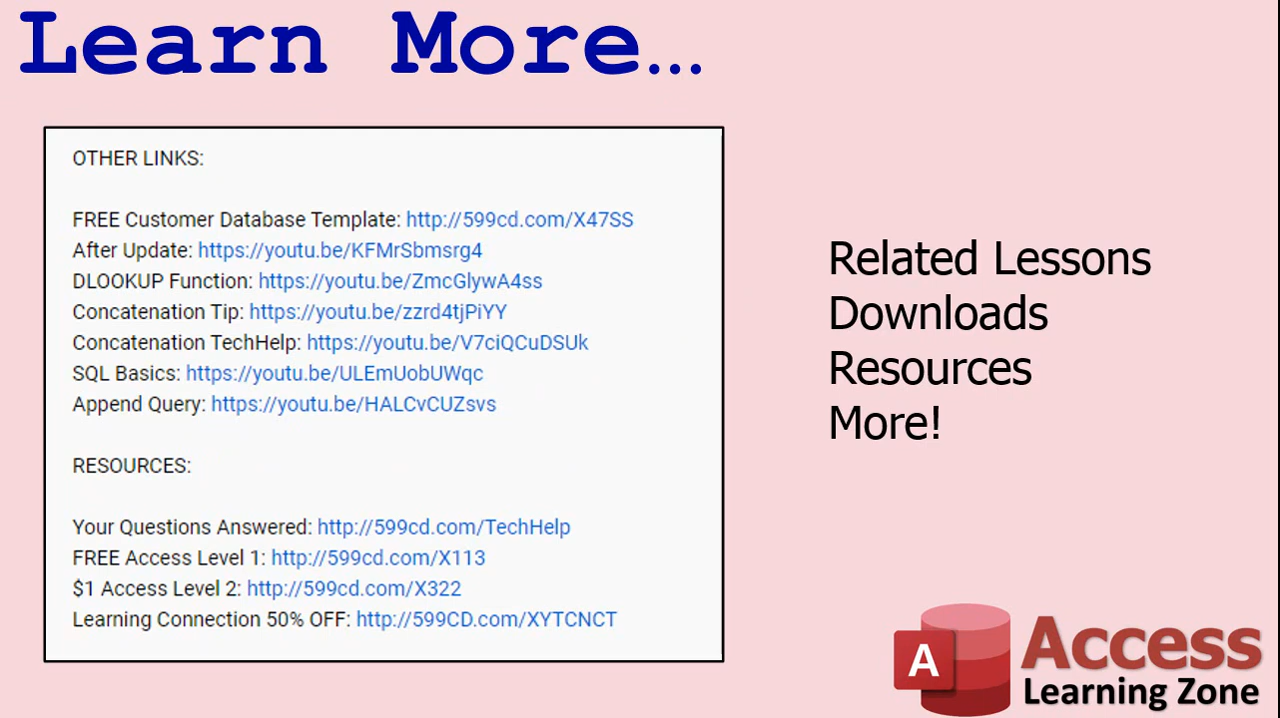 Learn More...
OTHER LINKS:
FREE Customer Database Template: http://599cd.com/X47SS
After Update: https://youtu.be/KFMrSbmsrg4
DLOOKUP Function: https://youtu.be/ZmcGlywA4ss
Concatenation Tip: https://youtu.be/zzrd4tjPiYY
Concatenation TechHelp: https://youtu.be/V7ciQCuDSUk
SQL Basics: https://youtu.be/ULEmUobUWqc
Append Query: https://youtu.be/HALCvCUZsvs
RESOURCES:
Your Questions Answered: http://599cd.com/TechHelp
FREE Access Level 1: http://599cd.com/X113
$1 Access Level 2: http://599cd.com/X322
Learning Connection 50% OFF: http://599CD.com/XYTCNCT
Related Lessons
Downloads
Resources
More!
A
Access
Learning Zone